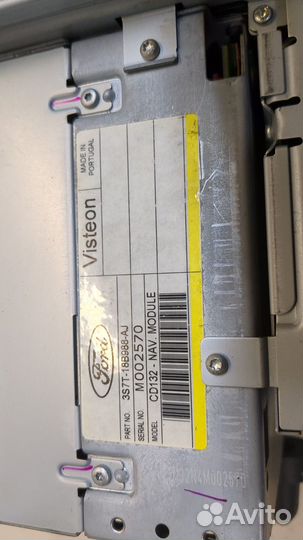 Ford
PART NO. 3S7T-18B988-AJ
SERIAL NO. M002570
MODEL CD132 - NAV. MODULE
Visteon
MADE IN
PORTUGAL
Avito